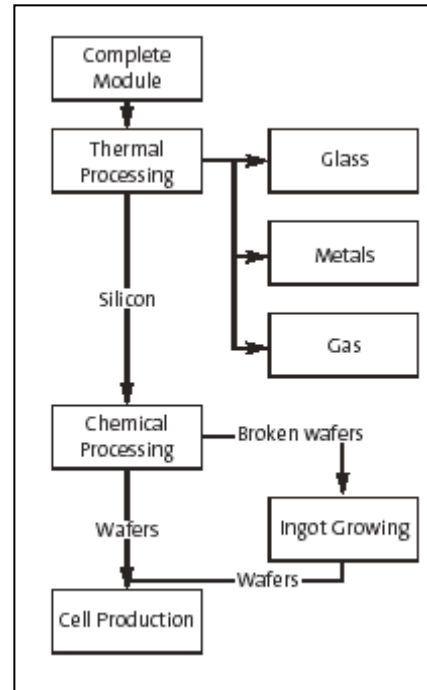 Complete
Module
Thermal
Processing
Glass
Metals
Silicon
Gas
Chemical
Processing
Broken wafers
Wafers
Ingot Growing
Wafers
Cell Production